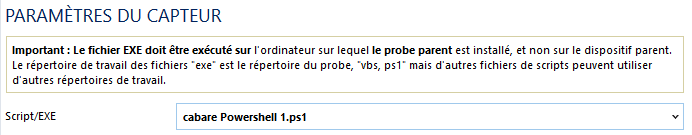 PARAMÈTRES DU CAPTEUR
Important : Le fichier EXE doit être exécuté sur l'ordinateur sur lequel le probe parent est installé, et non sur le dispositif parent.
Le répertoire de travail des fichiers "exe" est le répertoire du probe, "vbs, ps1" mais d'autres fichiers de scripts peuvent utiliser
d'autres répertoires de travail.
Script/EXE
cabare Powershell 1.ps1